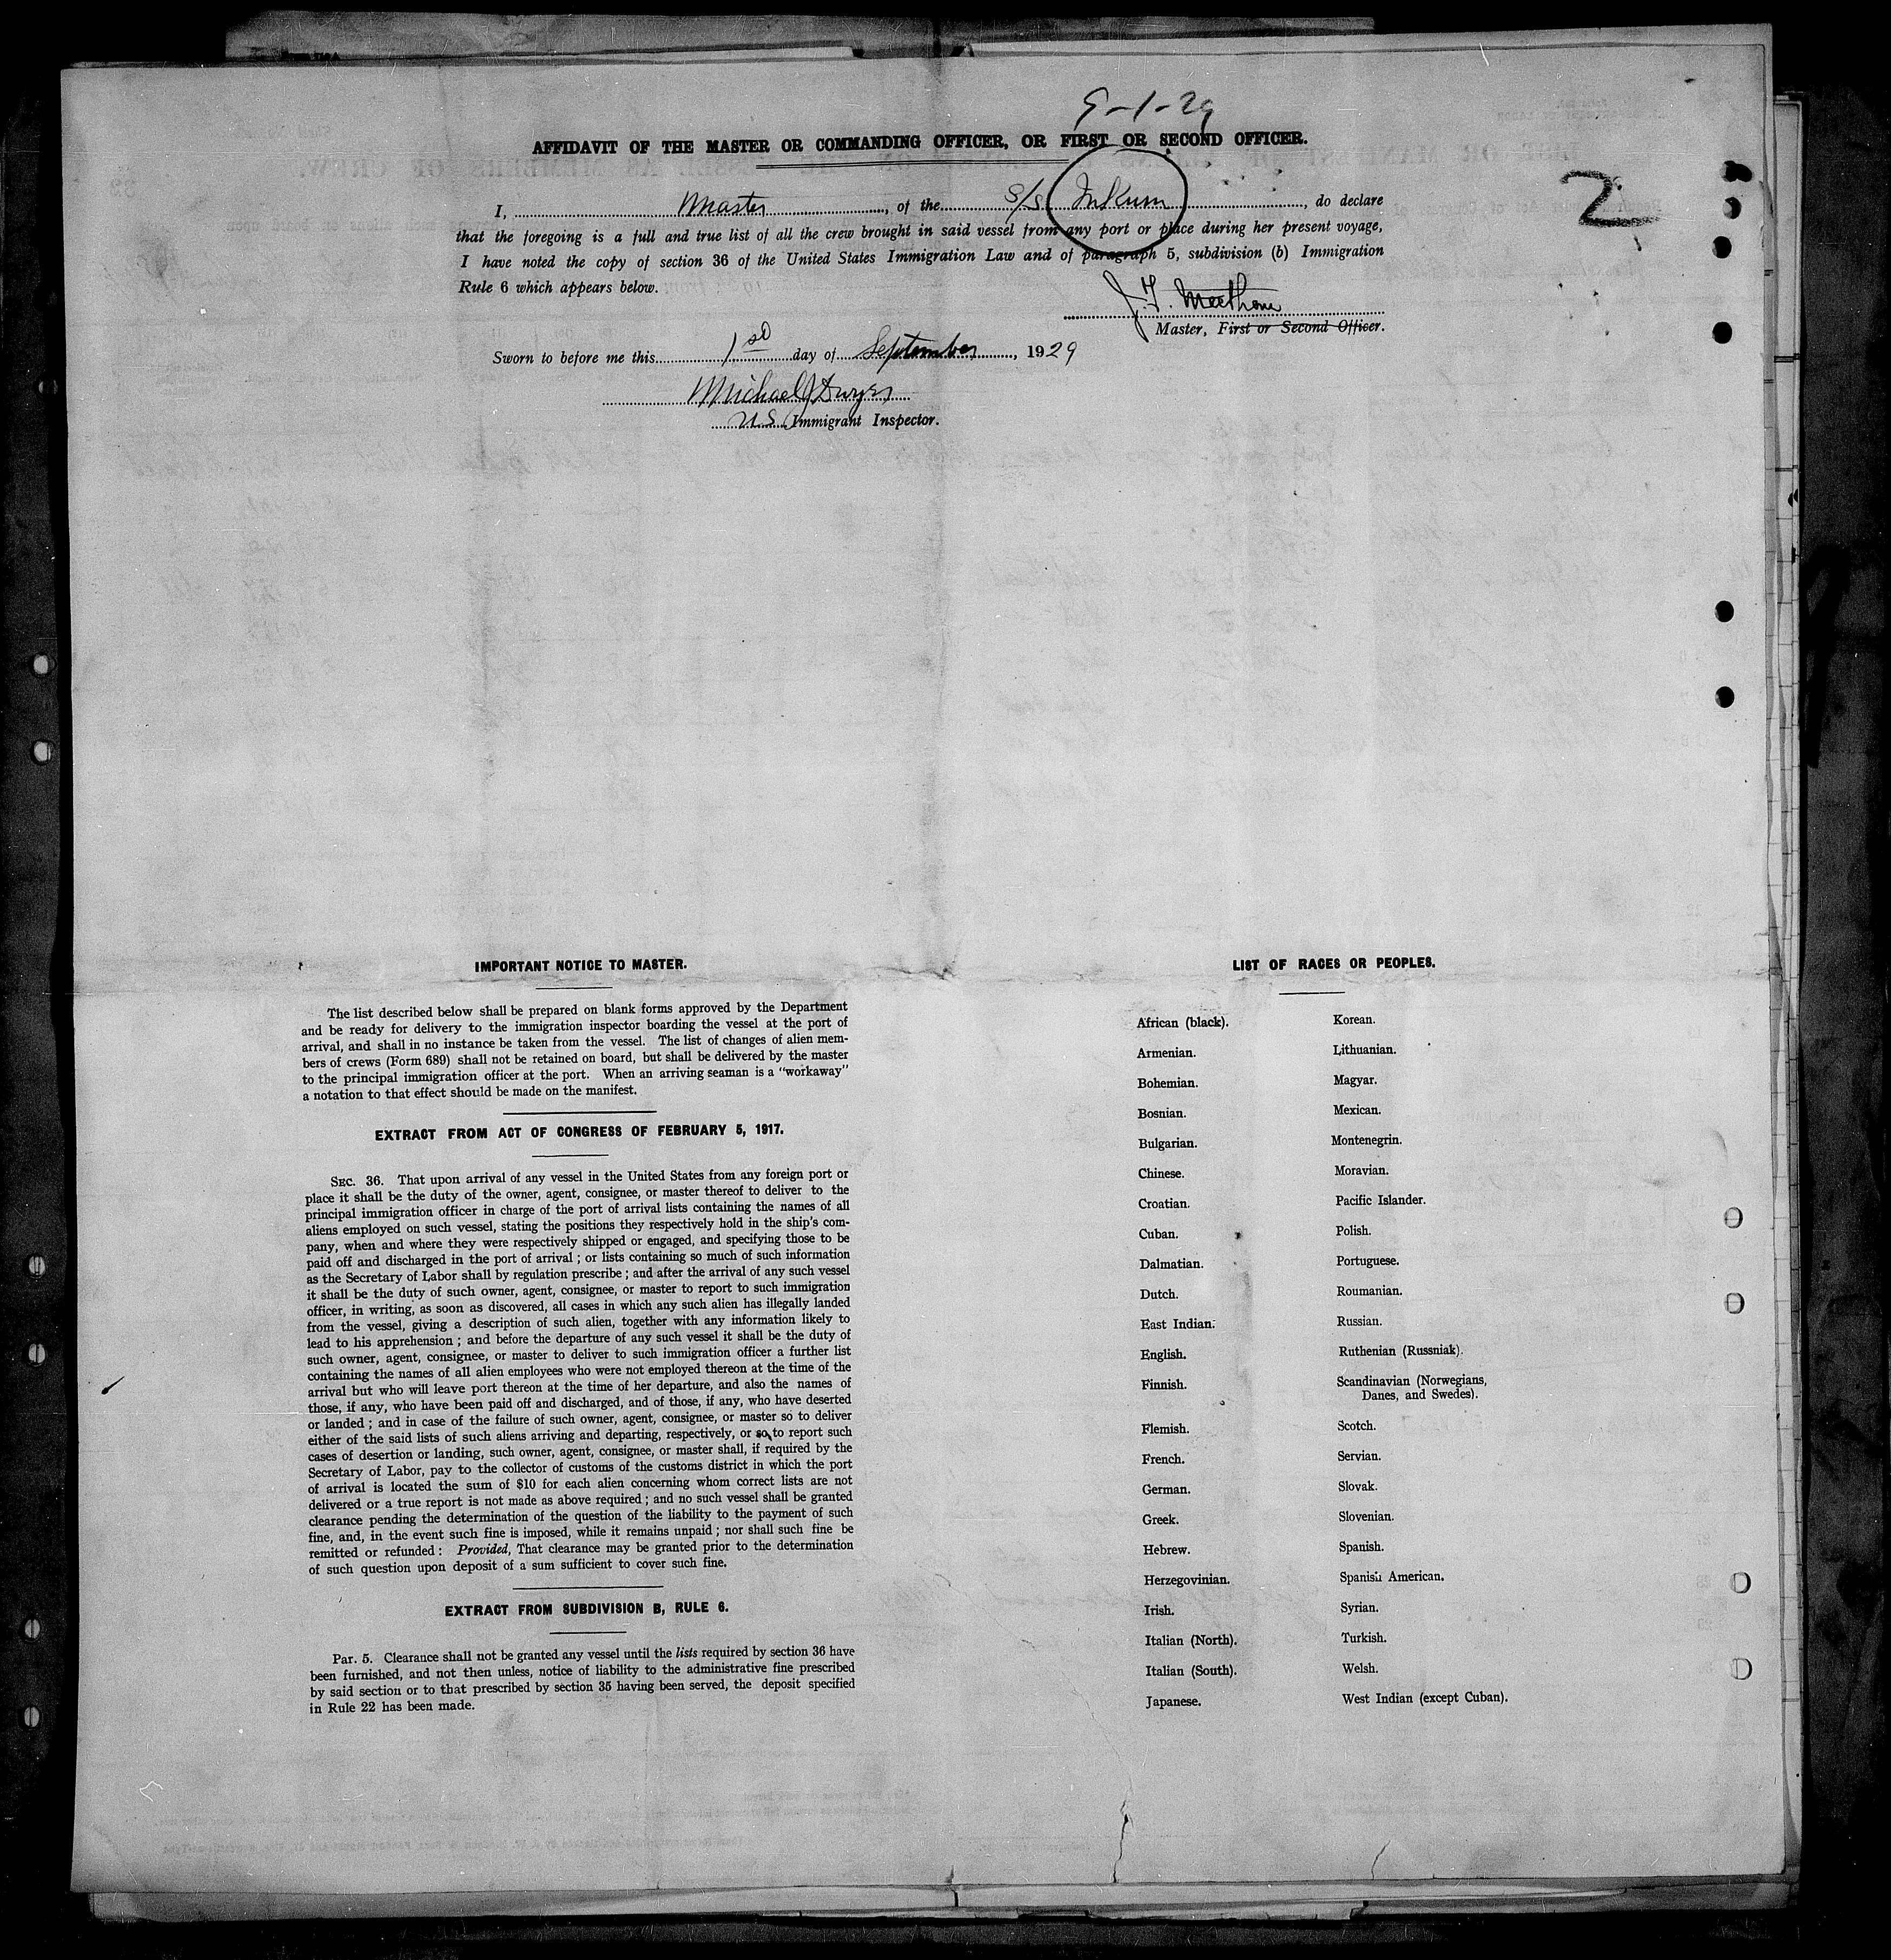 9-1-29
AFFIDAVIT OF THE MASTER OR COMMANDING OFFICER, OR FIRST OR SECOND OFFICER.
2
I, Master, of the S/S Inkum, do declare
that the foregoing is a full and true list of all the crew brought in said vessel from any port or place during her present voyage,
I have noted the copy of section 36 of the United States Immigration Law and of paragraph 5, subdivision (b) Immigration
Rule 6 which appears below.
J.T.
Master, First or Second Officer.
Sworn to before me this 1st day of September, 1929
Michael J Dwyer
U.S. Immigrant Inspector.
IMPORTANT NOTICE TO MASTER.
The list described below shall be prepared on blank forms approved by the Department
and be ready for delivery to the immigration inspector boarding the vessel at the port of
arrival, and shall in no instance be taken from the vessel. The list of changes of alien mem-
bers of crews (Form 689) shall not be retained on board, but shall be delivered by the master
to the principal immigration officer at the port. When an arriving seaman is a "workaway"
a notation to that effect should be made on the manifest.
EXTRACT FROM ACT OF CONGRESS OF FEBRUARY 5, 1917.
SEC. 36. That upon arrival of any vessel in the United States from any foreign port or
place it shall be the duty of the owner, agent, consignee, or master thereof to deliver to the
principal immigration officer in charge of the port of arrival lists containing the names of all
aliens employed on such vessel, stating the positions they respectively hold in the ship's com-
pany, when and where they were respectively shipped or engaged, and specifying those to be
paid off and discharged in the port of arrival; or lists containing so much of such information
as the Secretary of Labor shall by regulation prescribe; and after the arrival of any such vessel
it shall be the duty of such owner, agent, consignee, or master to report to such immigration
officer, in writing, as soon as discovered, all cases in which any such alien has illegally landed
from the vessel, giving a description of such alien, together with any information likely to
lead to his apprehension; and before the departure of any such vessel it shall be the duty of
such owner, agent, consignee, or master to deliver to such immigration officer a further list
containing the names of all alien employees who were not employed thereon at the time of the
arrival but who will leave port thereon at the time of her departure, and also the names of
those, if any, who have been paid off and discharged, and of those, if any, who have deserted
or landed; and in case of the failure of such owner, agent, consignee, or master so to deliver
either of the said lists of such aliens arriving and departing, respectively, or so to report such
cases of desertion or landing, such owner, agent, consignee, or master shall, if required by the
Secretary of Labor, pay to the collector of customs of the customs district in which the port
of arrival is located the sum of $10 for each alien concerning whom correct lists are not
delivered or a true report is not made as above required; and no such vessel shall be granted
clearance pending the determination of the question of the liability to the payment of such
fine, and, in the event such fine is imposed, while it remains unpaid; nor shall such fine be
remitted or refunded: Provided, That clearance may be granted prior to the determination
of such question upon deposit of a sum sufficient to cover such fine.
EXTRACT FROM SUBDIVISION B, RULE 6.
Par. 5. Clearance shall not be granted any vessel until the lists required by section 36 have
been furnished, and not then unless, notice of liability to the administrative fine prescribed
by said section or to that prescribed by section 35 having been served, the deposit specified
in Rule 22 has been made.
LIST OF RACES OR PEOPLES.
African (black).
Armenian.
Bohemian.
Bosnian.
Bulgarian.
Chinese.
Croatian.
Cuban.
Dalmatian.
Dutch.
East Indian.
English.
Finnish.
Flemish.
French.
German.
Greek.
Hebrew.
Herzegovinian.
Irish.
Italian (North).
Italian (South).
Japanese.
Korean.
Lithuanian.
Magyar.
Mexican.
Montenegrin.
Moravian.
Pacific Islander.
Polish.
Portuguese.
Roumanian.
Russian.
Ruthenian (Russniak).
Scandinavian (Norwegians,
Danes, and Swedes).
Scotch.
Servian.
Slovak.
Slovenian.
Spanish.
Spanish American.
Syrian.
Turkish.
Welsh.
West Indian (except Cuban).